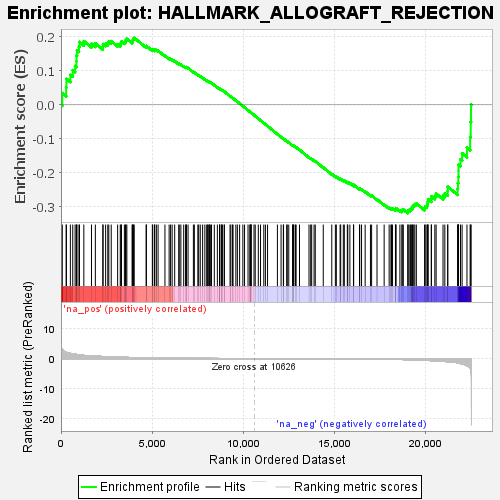 Enrichment plot: HALLMARK_ALLOGRAFT_REJECTION
Enrichment score (ES)
0.2
0.1
0.0
-0.1
-0.2
-0.3
'na_pos' (positively correlated)
Ranked list metric (PreRanked)
10
0
-10
-20
Zero cross at 10626
'na_neg' (negatively correlated)
0
5,000
10,000
15,000
20,000
Rank in Ordered Dataset
Enrichment profile
Hits
Ranking metric scores